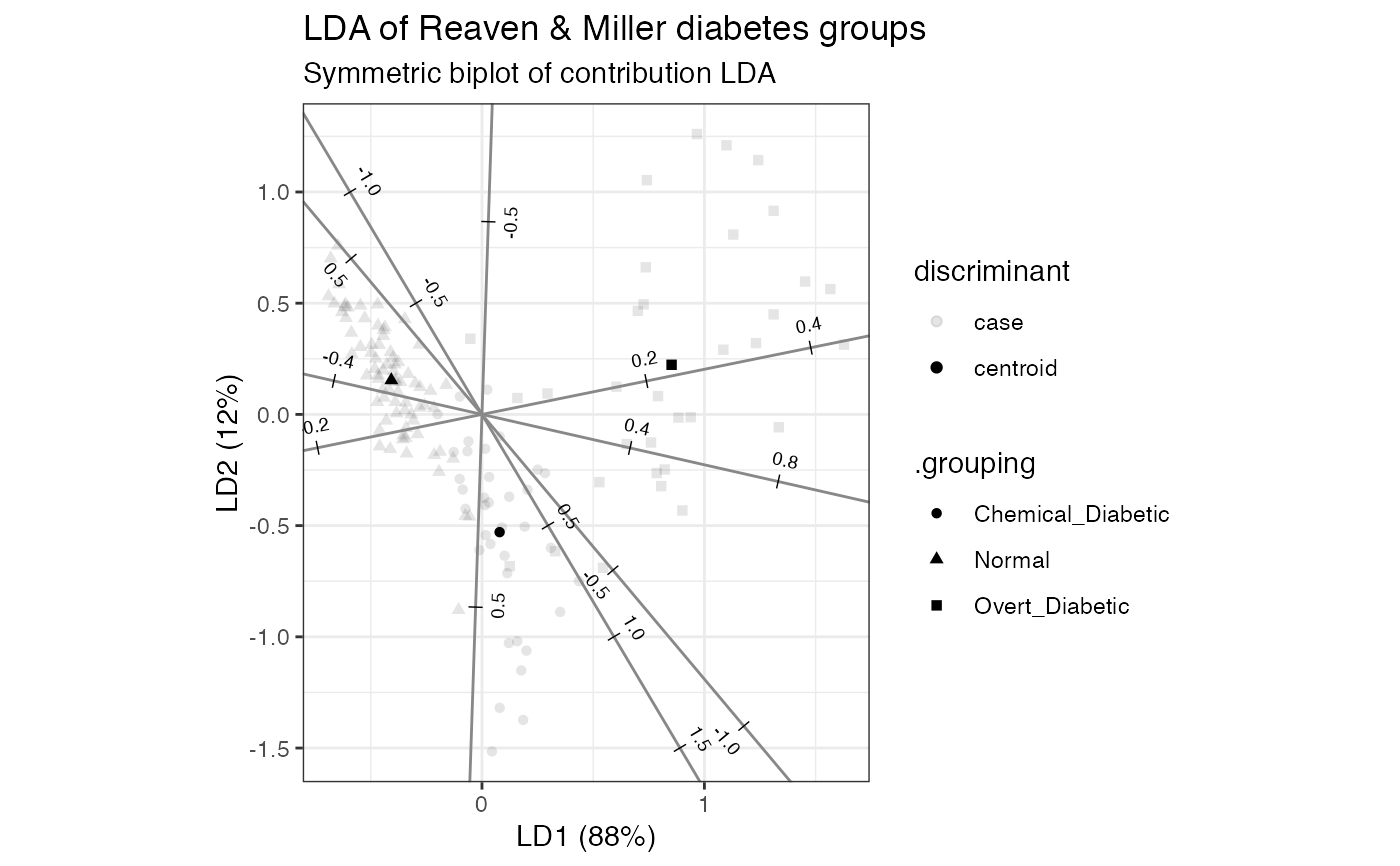 LDA of Reaven & Miller diabetes groups
Symmetric biplot of contribution LDA
-1.0
-0.5
1.0
0.5
-0.5
0.5
0.4
-0.4
0.2
0.0
0.2
0.4
0.8
-0.5
0.5
-0.5
0.5
1.0
-1.0
1.5
-1.0
-1.5
0
1
LD2 (12%)
LD1 (88%)
discriminant
case
centroid
.grouping
Chemical_Diabetic
Normal
Overt_Diabetic